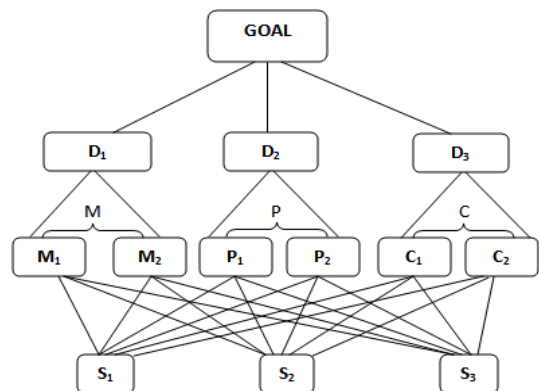 GOAL
D₁ D₂ D₃
M P C
M₁ M₂ P₁ P₂ C₁ C₂
S₁ S₂ S₃